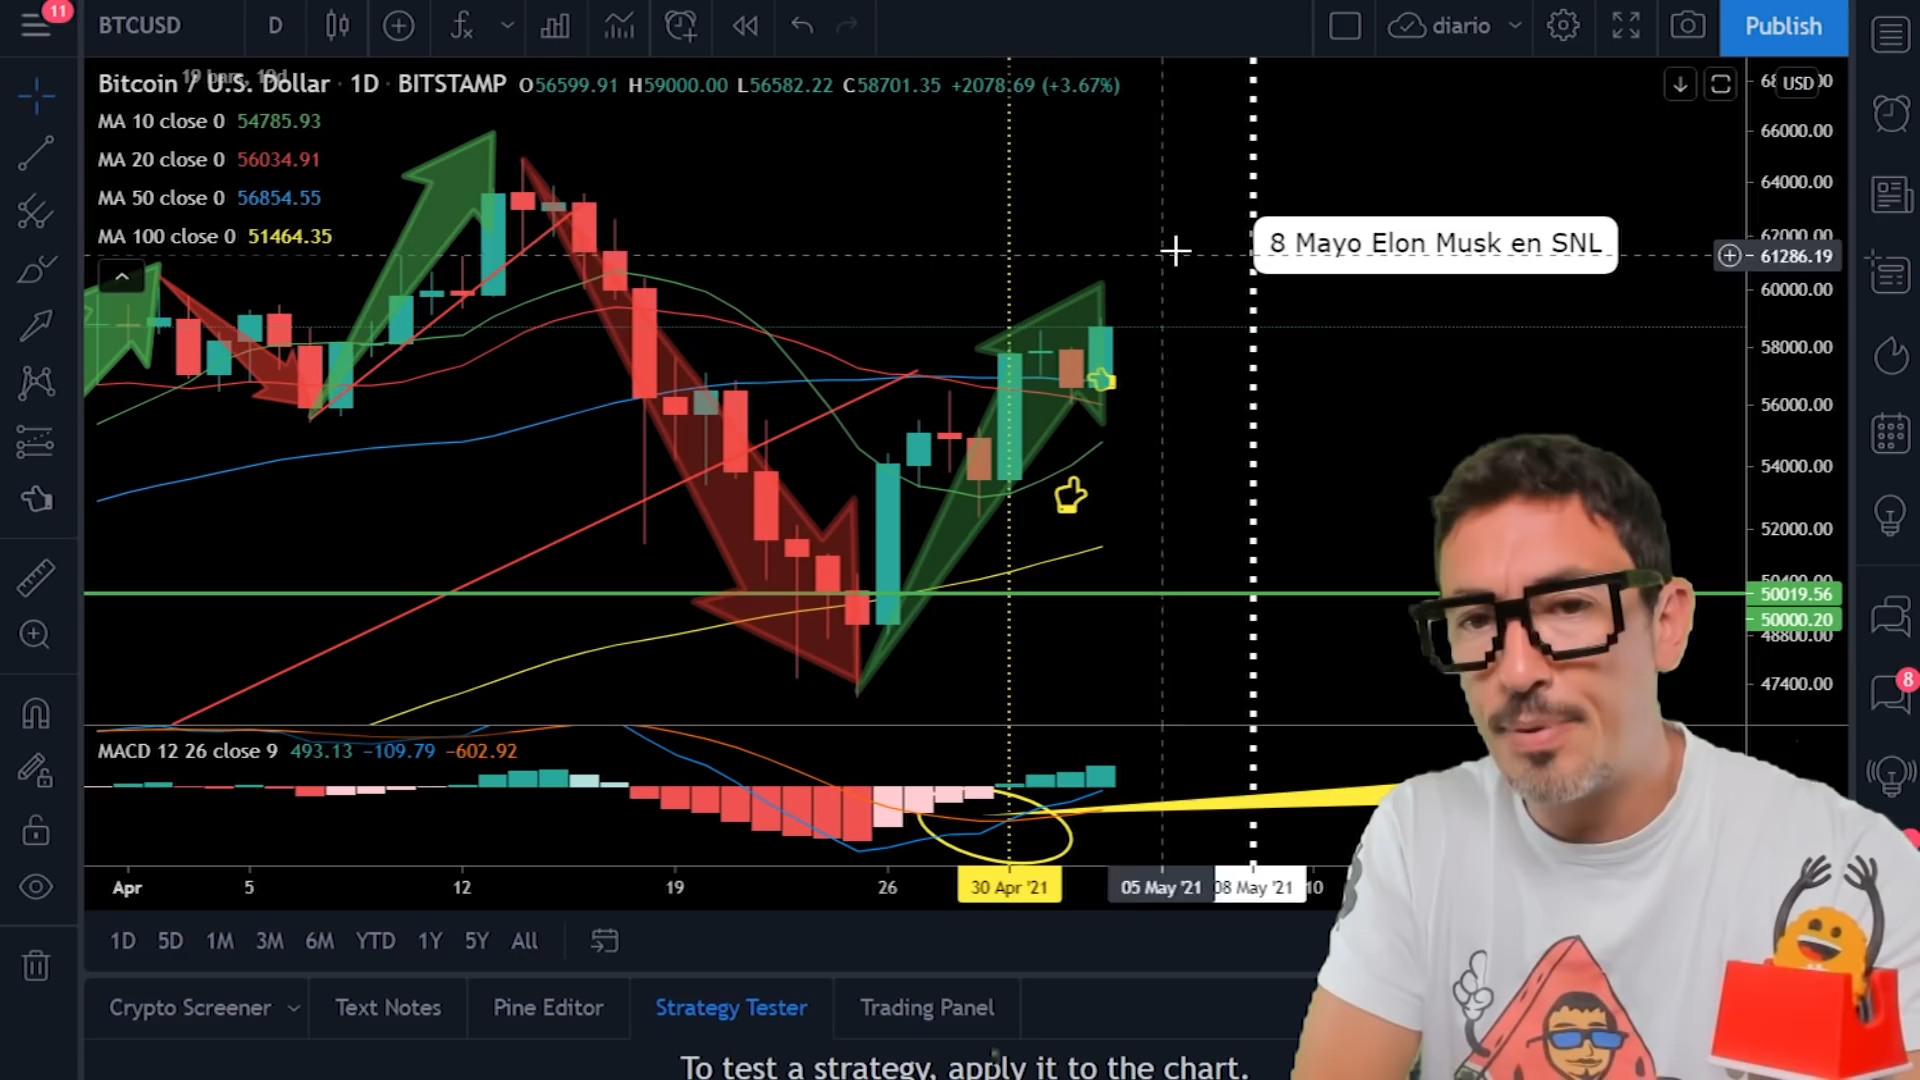 11
BTCUSD D diario Publish
Bitcoin / U.S. Dollar · 1D · BITSTAMP O56599.91 H59000.00 L56582.22 C58701.35 +2078.69 (+3.67%)
USD
MA 10 close 0 54785.93
66000.00
MA 20 close 0 56034.91
64000.00
MA 50 close 0 56854.55
62000.00
MA 100 close 0 51464.35
8 Mayo Elon Musk en SNL
61286.19
60000.00
58000.00
56000.00
54000.00
52000.00
50400.00
50019.56
50000.20
48800.00
47400.00
8
MACD 12 26 close 9 493.13 −109.79 −602.92
Apr 5 12 19 26 30 Apr '21 05 May '21 08 May '21 10
1D 5D 1M 3M 6M YTD 1Y 5Y All
Crypto Screener Text Notes Pine Editor Strategy Tester Trading Panel
To test a strategy, apply it to the chart.